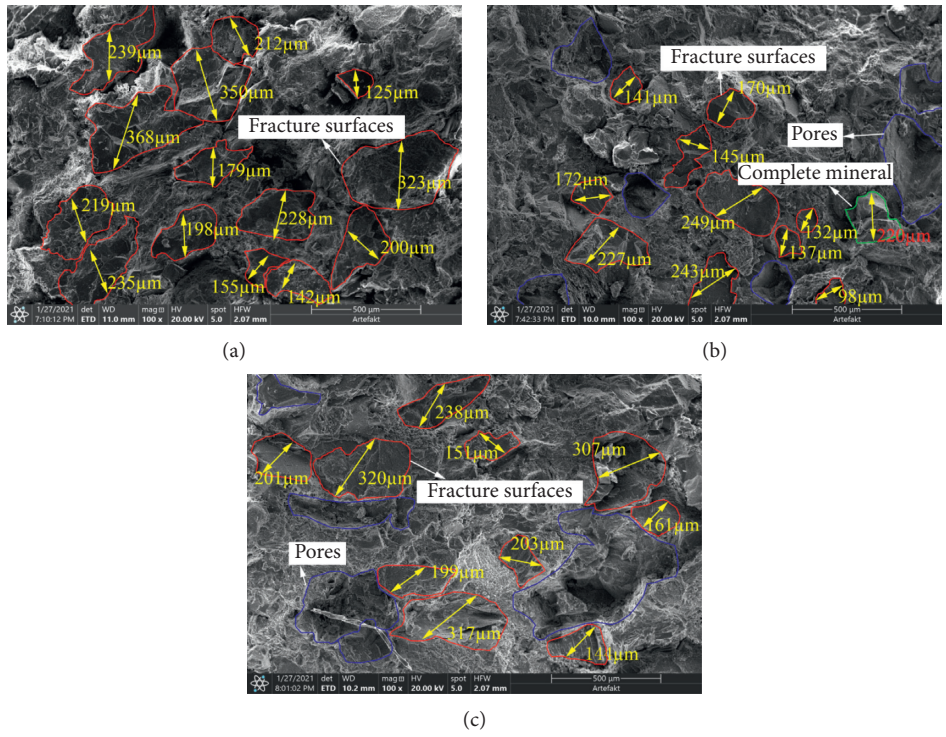 239µm
212µm
350µm
125µm
368µm
Fracture surfaces
179µm
323µm
219µm
198µm
228µm
200µm
235µm
155µm
142µm
1/27/2021 det WD mag HV spot HFW 500 µm
7:10:12 PM ETD 11.0 mm 100 x 20.00 kV 5.0 2.07 mm Artefakt
(a)
Fracture surfaces
141µm
170µm
Pores
145µm
Complete mineral
172µm
249µm
132µm
220µm
137µm
227µm
243µm
98µm
1/27/2021 det WD mag HV spot HFW 500 µm
7:42:33 PM ETD 10.0 mm 100 x 20.00 kV 5.0 2.07 mm Artefakt
(b)
238µm
151µm
307µm
201µm
320µm
Fracture surfaces
161µm
203µm
Pores
199µm
317µm
144µm
1/27/2021 det WD mag HV spot HFW 500 µm
8:01:02 PM ETD 10.2 mm 100 x 20.00 kV 5.0 2.07 mm Artefakt
(c)